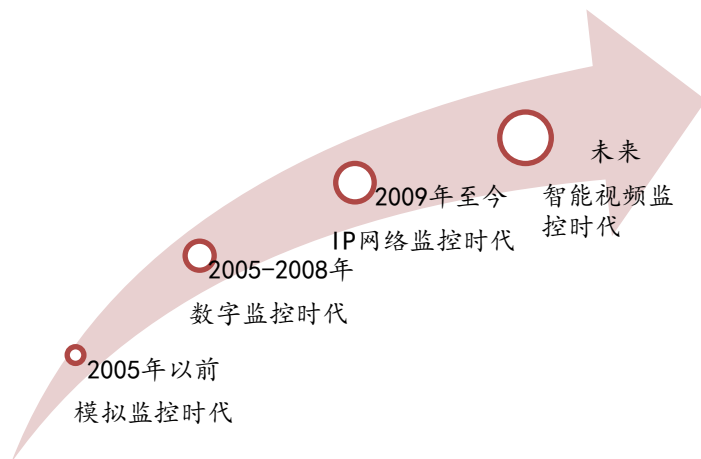 2005年以前
模拟监控时代
2005-2008年
数字监控时代
2009年至今
IP网络监控时代
未来
智能视频监
控时代